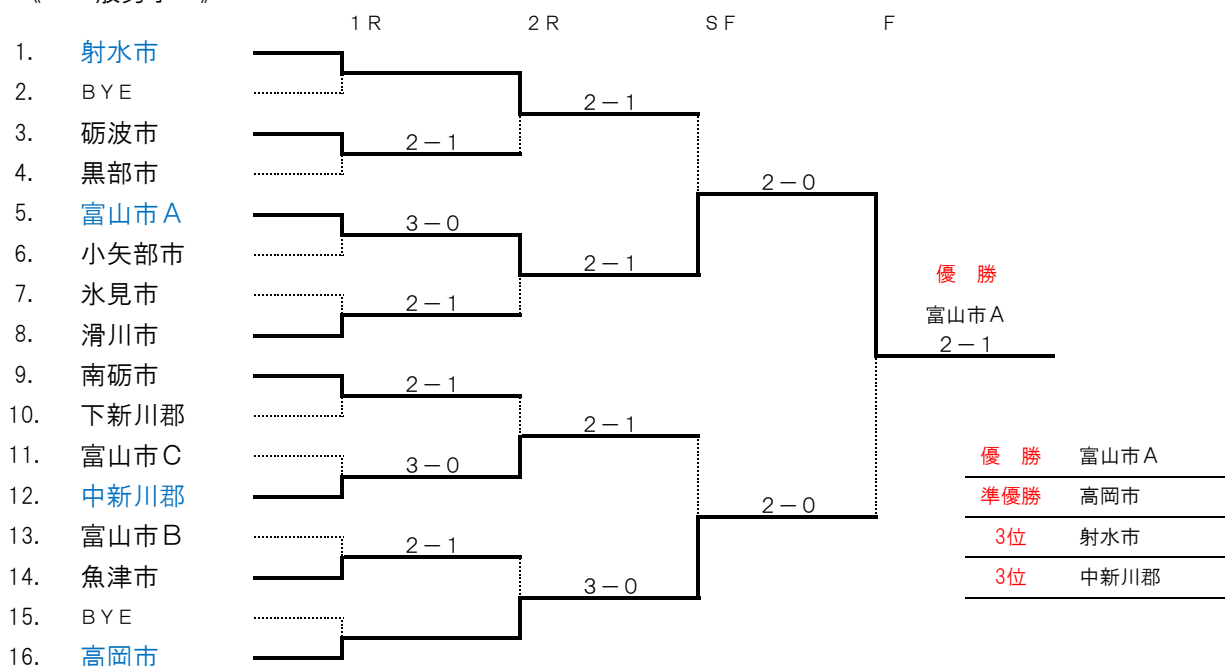 1R 2R SF F
1. 射水市
2. BYE
2－1
3. 砺波市
2－1
4. 黒部市
2－0
5. 富山市A
3－0
6. 小矢部市
2－1
優 勝
7. 氷見市
2－1
富山市A
8. 滑川市
2－1
9. 南砺市
2－1
10. 下新川郡
2－1
11. 富山市C
3－0
優 勝 富山市A
12. 中新川郡
2－0
準優勝 高岡市
13. 富山市B
2－1
3位 射水市
14. 魚津市
3－0
3位 中新川郡
15. BYE
16. 高岡市